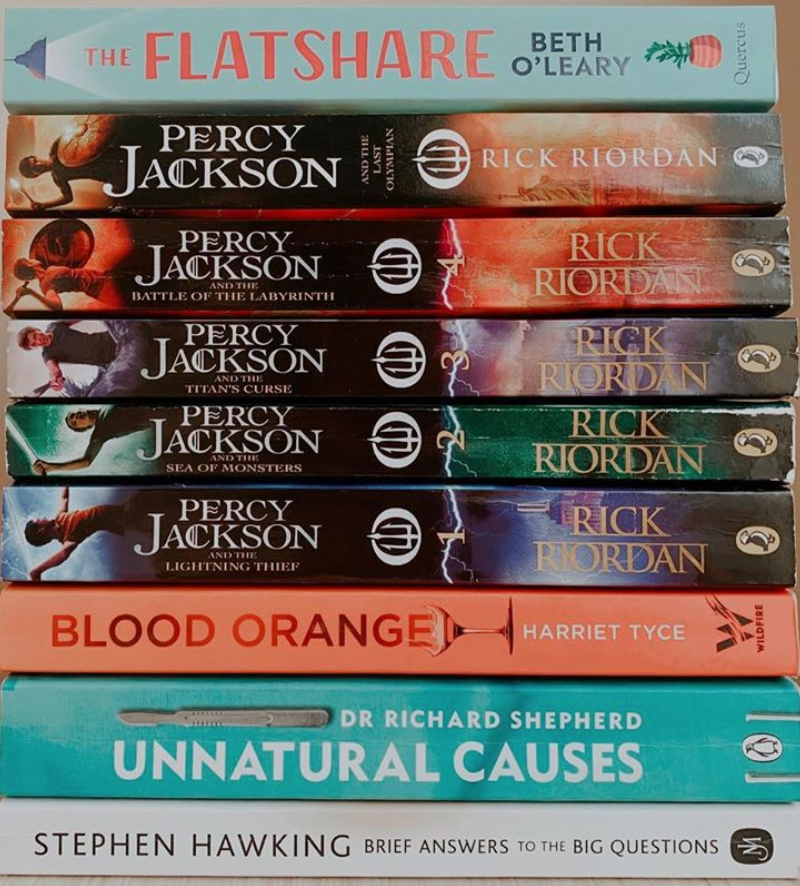 THE FLATSHARE
BETH
O'LEARY
Quercus
PERCY
JACKSON
AND THE
LAST
OLYMPIAN
RICK RIORDAN
PERCY
JACKSON
AND THE
BATTLE OF THE LABYRINTH
4
RICK
RIORDAN
PERCY
JACKSON
AND THE
TITAN'S CURSE
3
RICK
RIORDAN
PERCY
JACKSON
AND THE
SEA OF MONSTERS
2
RICK
RIORDAN
PERCY
JACKSON
AND THE
LIGHTNING THIEF
1
RICK
RIORDAN
BLOOD ORANGE
HARRIET TYCE
WILDFIRE
DR RICHARD SHEPHERD
UNNATURAL CAUSES
STEPHEN HAWKING BRIEF ANSWERS TO THE BIG QUESTIONS
JM